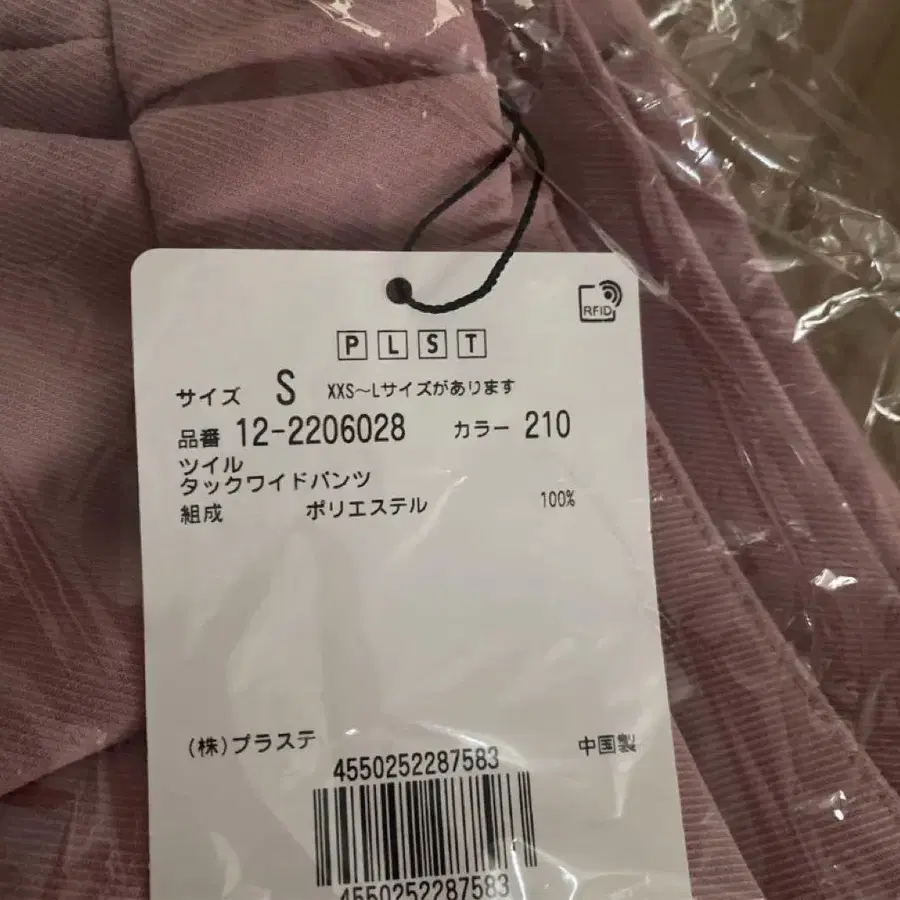 RFID
PLST
サイズ S XXS～Lサイズがあります
品番 12-2206028 カラー 210
ツイル
タックワイドパンツ
組成 ポリエステル 100%
(株)プラステ 中国製
4550252287583
4550252287583